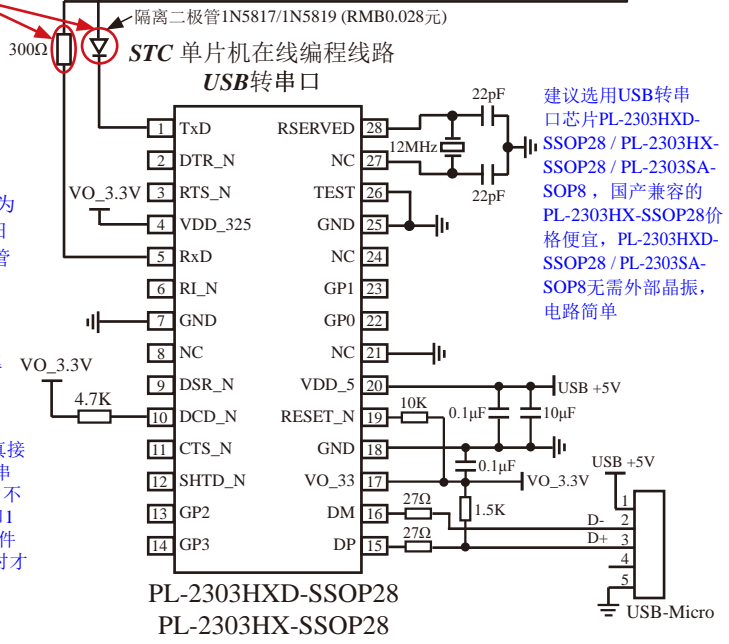 隔离二极管1N5817/1N5819 (RMB0.028元)
300Ω
STC 单片机在线编程线路
USB转串口
22pF
12MHz
22pF
建议选用USB转串
口芯片PL-2303HXD-
SSOP28 / PL-2303HX-
SSOP28 / PL-2303SA-
SOP8 ，国产兼容的
PL-2303HX-SSOP28价
格便宜，PL-2303HXD-
SSOP28 / PL-2303SA-
SOP8无需外部晶振，
电路简单
1 TxD RSERVED 28
2 DTR_N NC 27
VO_3.3V 3 RTS_N TEST 26
4 VDD_325 GND 25
5 RxD NC 24
6 RI_N GP1 23
7 GND GP0 22
8 NC NC 21
VO_3.3V
9 DSR_N VDD_5 20 USB +5V
4.7K 10 DCD_N RESET_N 19 10K 0.1μF 10μF
11 CTS_N GND 18
12 SHTD_N VO_33 17 0.1μF VO_3.3V
13 GP2 DM 16 27Ω 1.5K
14 GP3 DP 15 27Ω
USB +5V
1
D- 2
D+ 3
4
5
USB-Micro
为
管
接
串
不
1
件
时才
PL-2303HXD-SSOP28
PL-2303HX-SSOP28